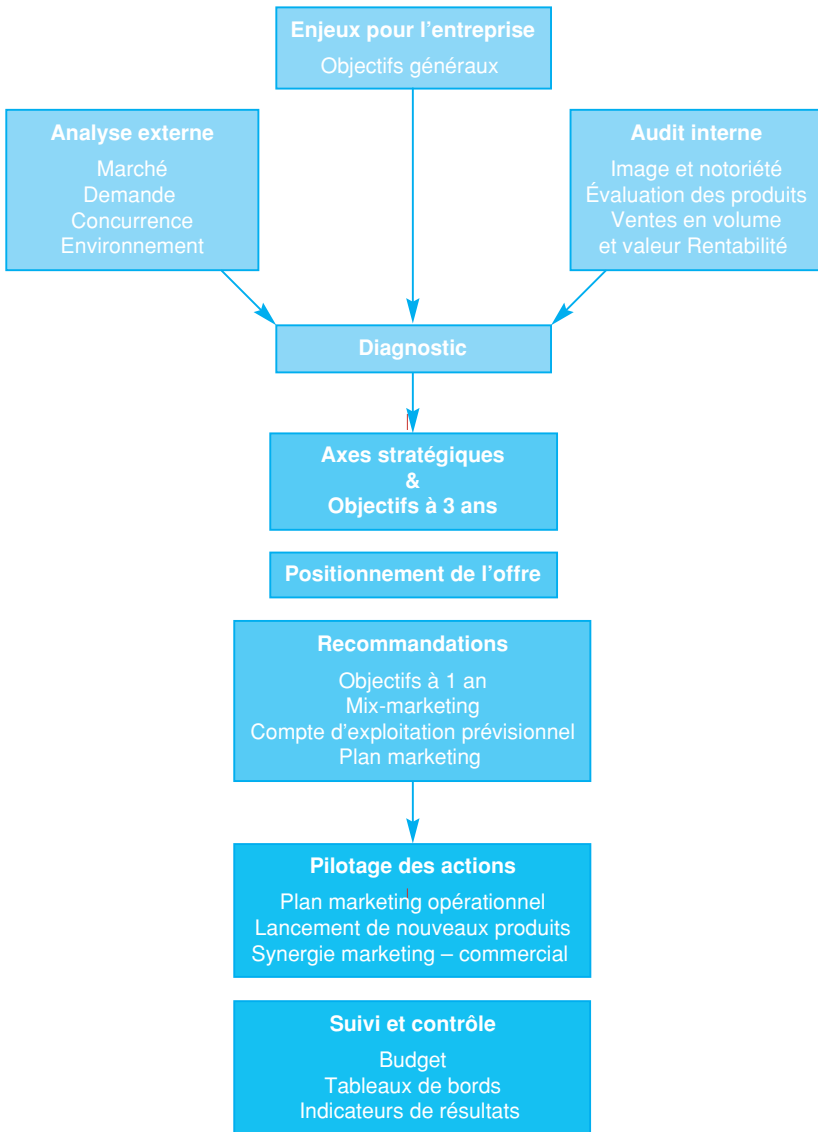 Enjeux pour l’entreprise
Objectifs généraux
Analyse externe
Marché
Demande
Concurrence
Environnement
Audit interne
Image et notoriété
Évaluation des produits
Ventes en volume
et valeur Rentabilité
Diagnostic
Axes stratégiques
&
Objectifs à 3 ans
Positionnement de l’offre
Recommandations
Objectifs à 1 an
Mix-marketing
Compte d’exploitation prévisionnel
Plan marketing
Pilotage des actions
Plan marketing opérationnel
Lancement de nouveaux produits
Synergie marketing – commercial
Suivi et contrôle
Budget
Tableaux de bords
Indicateurs de résultats